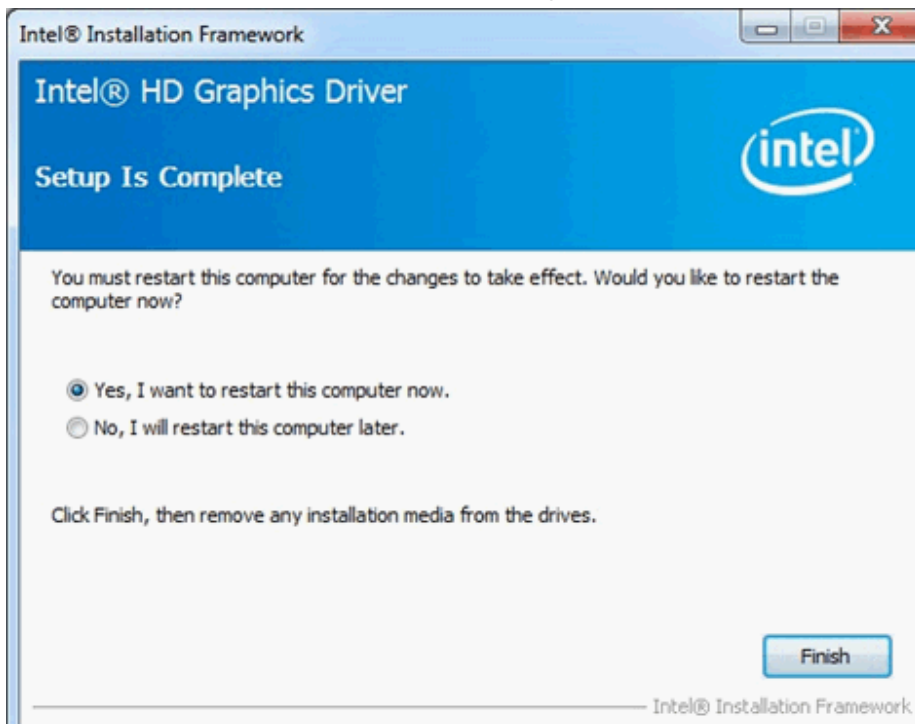 Intel® Installation Framework
Intel® HD Graphics Driver
intel
Setup Is Complete
You must restart this computer for the changes to take effect. Would you like to restart the
computer now?
Yes, I want to restart this computer now.
No, I will restart this computer later.
Click Finish, then remove any installation media from the drives.
Finish
Intel® Installation Framework